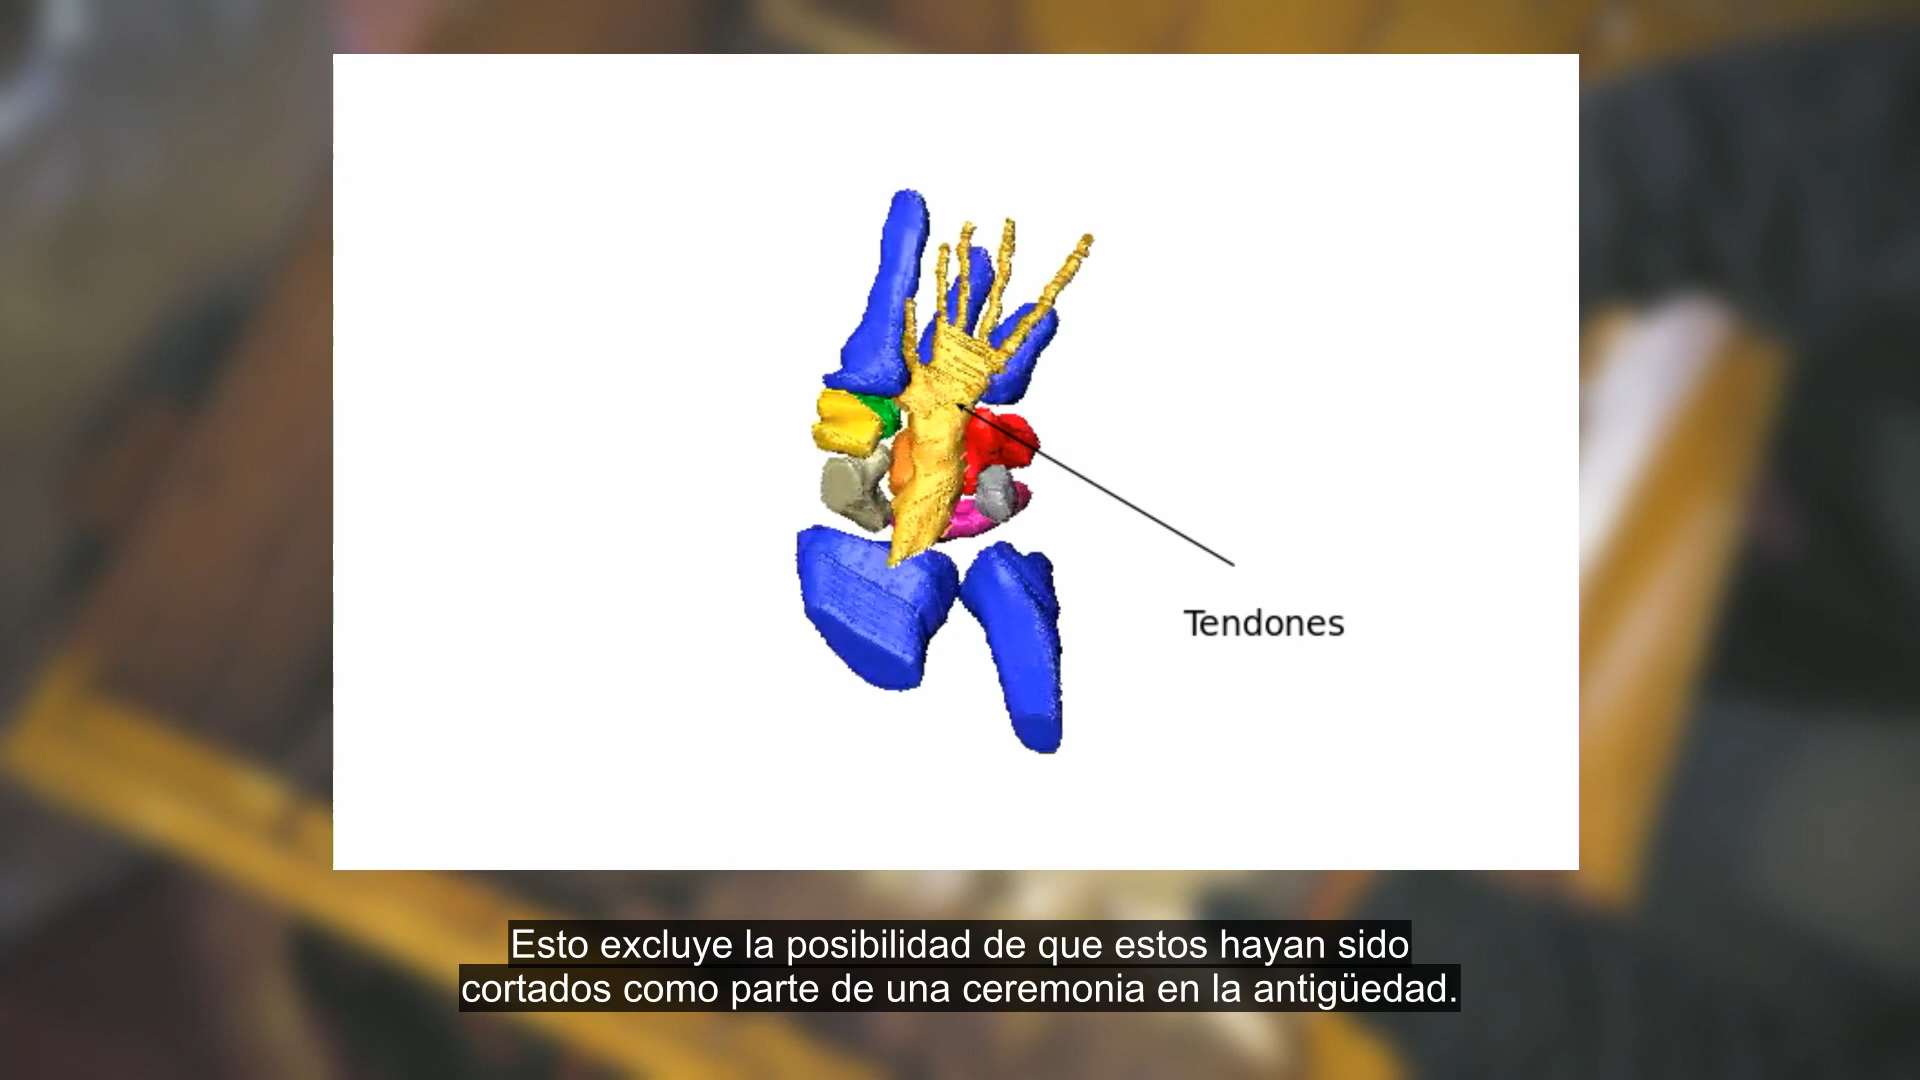 Tendones
Esto excluye la posibilidad de que estos hayan sido
cortados como parte de una ceremonia en la antigüedad.